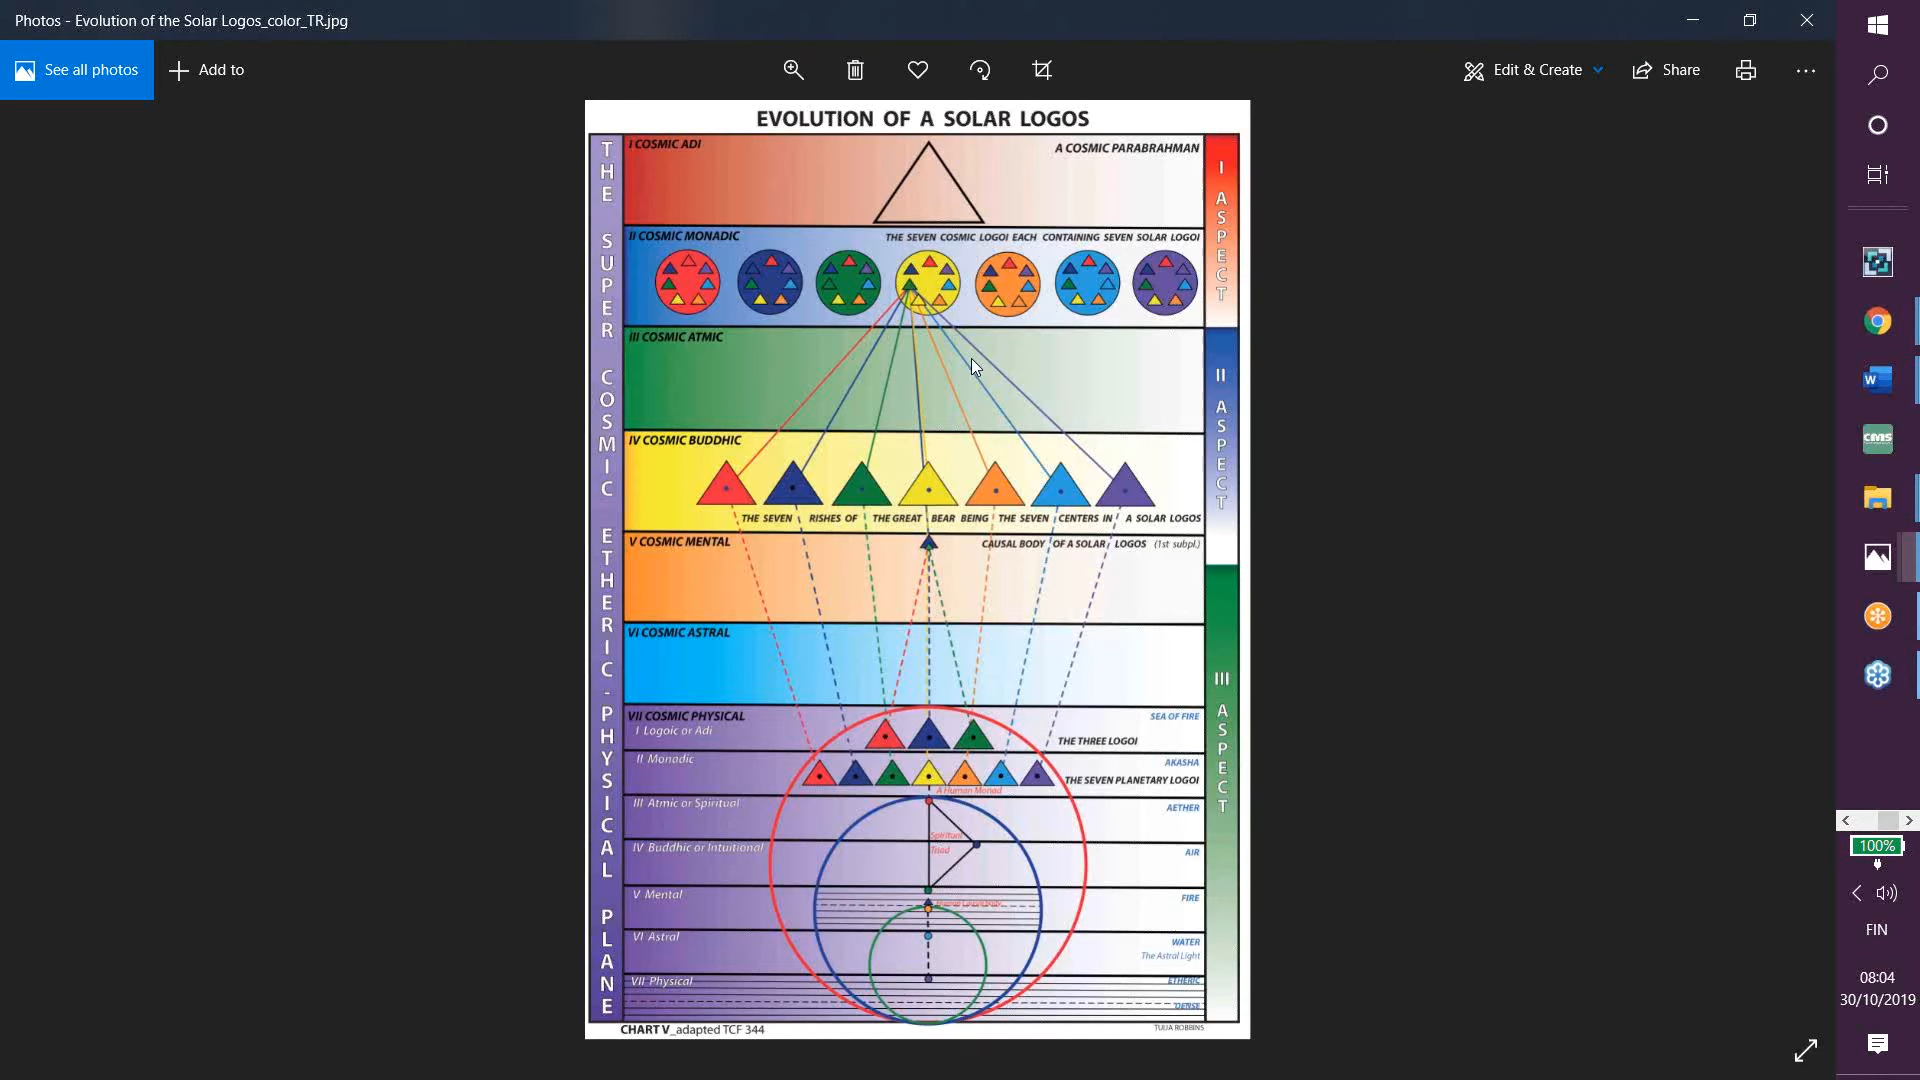 Photos - Evolution of the Solar Logos_color_TR.jpg
See all photos
Add to
Edit & Create
Share
EVOLUTION OF A SOLAR LOGOS
THE SUPER COSMIC ETHERIC-PHYSICAL PLANE
I COSMIC ADI
A COSMIC PARABRAHMAN
I ASPECT
II COSMIC MONADIC
THE SEVEN COSMIC LOGOI EACH CONTAINING SEVEN SOLAR LOGOI
III COSMIC ATMIC
II ASPECT
IV COSMIC BUDDHIC
THE SEVEN RISHES OF THE GREAT BEAR BEING THE SEVEN CENTERS IN A SOLAR LOGOS
V COSMIC MENTAL
CAUSAL BODY OF A SOLAR LOGOS (1st subpl.)
VI COSMIC ASTRAL
III ASPECT
VII COSMIC PHYSICAL
SEA OF FIRE
I Logoic or Adi
THE THREE LOGOI
II Monadic
AKASHA
THE SEVEN PLANETARY LOGOI
A Human Monad
III Atmic or Spiritual
AETHER
Spiritual
Triad
IV Buddhic or Intuitional
AIR
V Mental
FIRE
Human Causal Body
VI Astral
WATER
The Astral Light
VII Physical
ETHERIC
DENSE
CHART V_adapted TCF 344
TUIJA ROBBINS
CMS
W
100%
FIN
08:04
30/10/2019